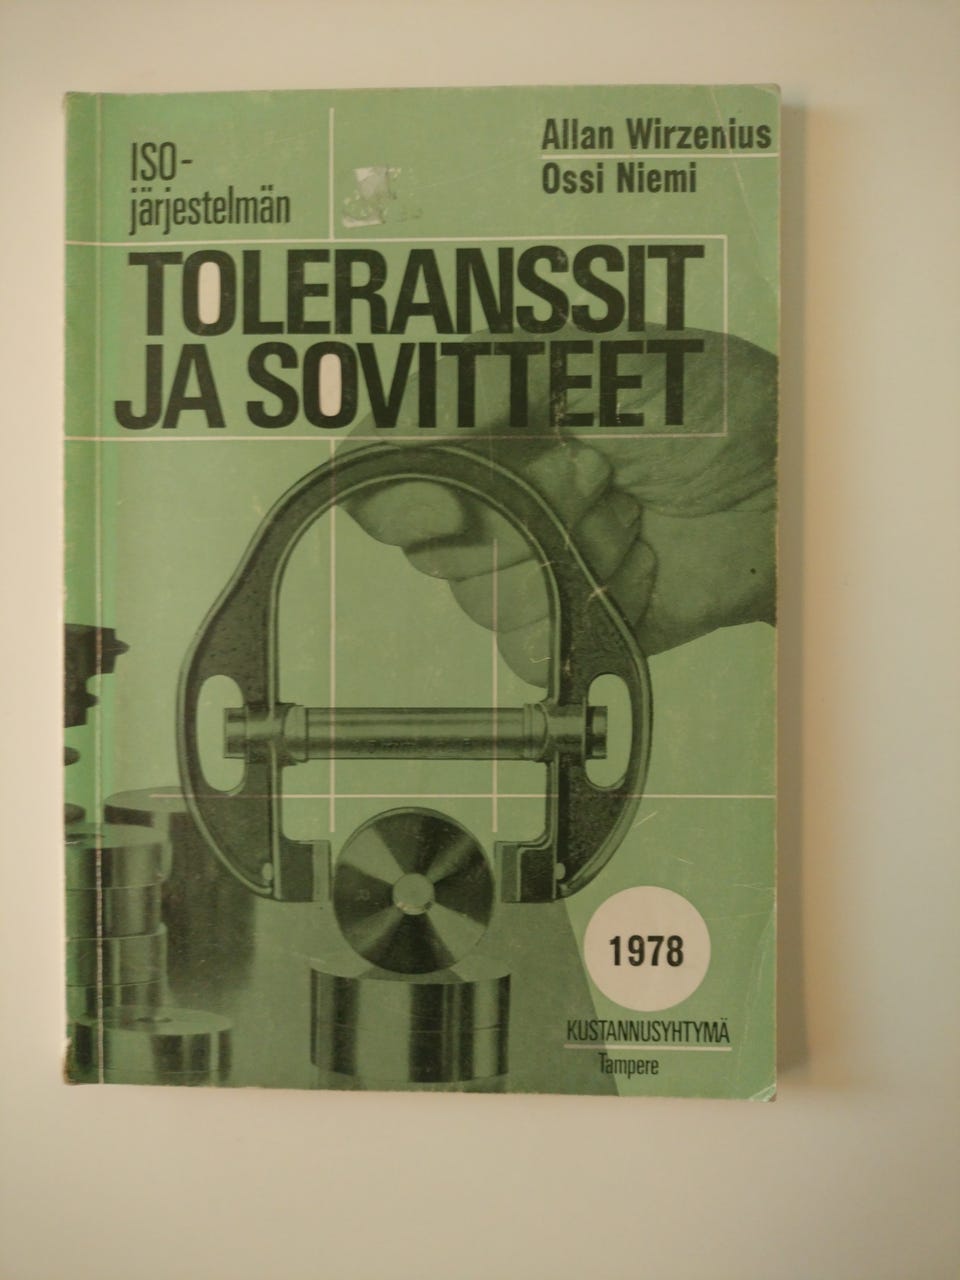 ISO-
järjestelmän
Allan Wirzenius
Ossi Niemi
TOLERANSSIT
JA SOVITTEET
1978
KUSTANNUSYHTYMÄ
Tampere